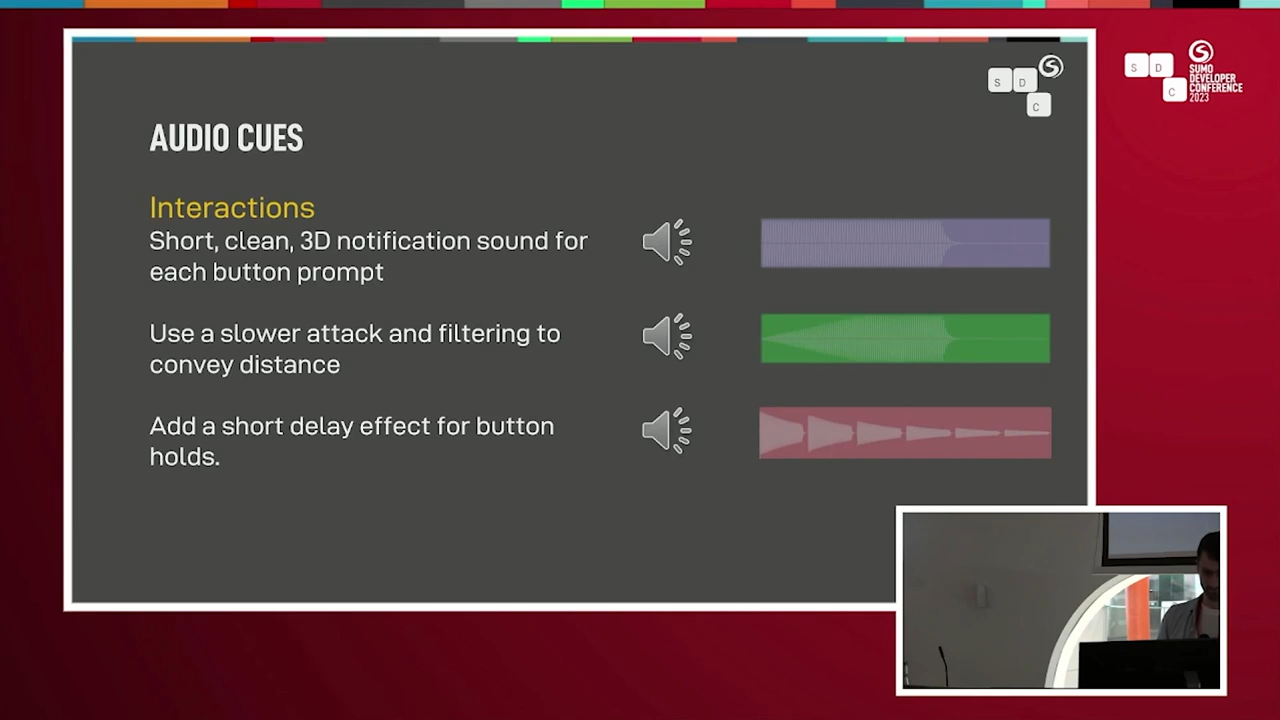 AUDIO CUES
Interactions
Short, clean, 3D notification sound for
each button prompt
Use a slower attack and filtering to
convey distance
Add a short delay effect for button
holds.
S D
C
S D
C
SUMO
DEVELOPER
CONFERENCE
2023